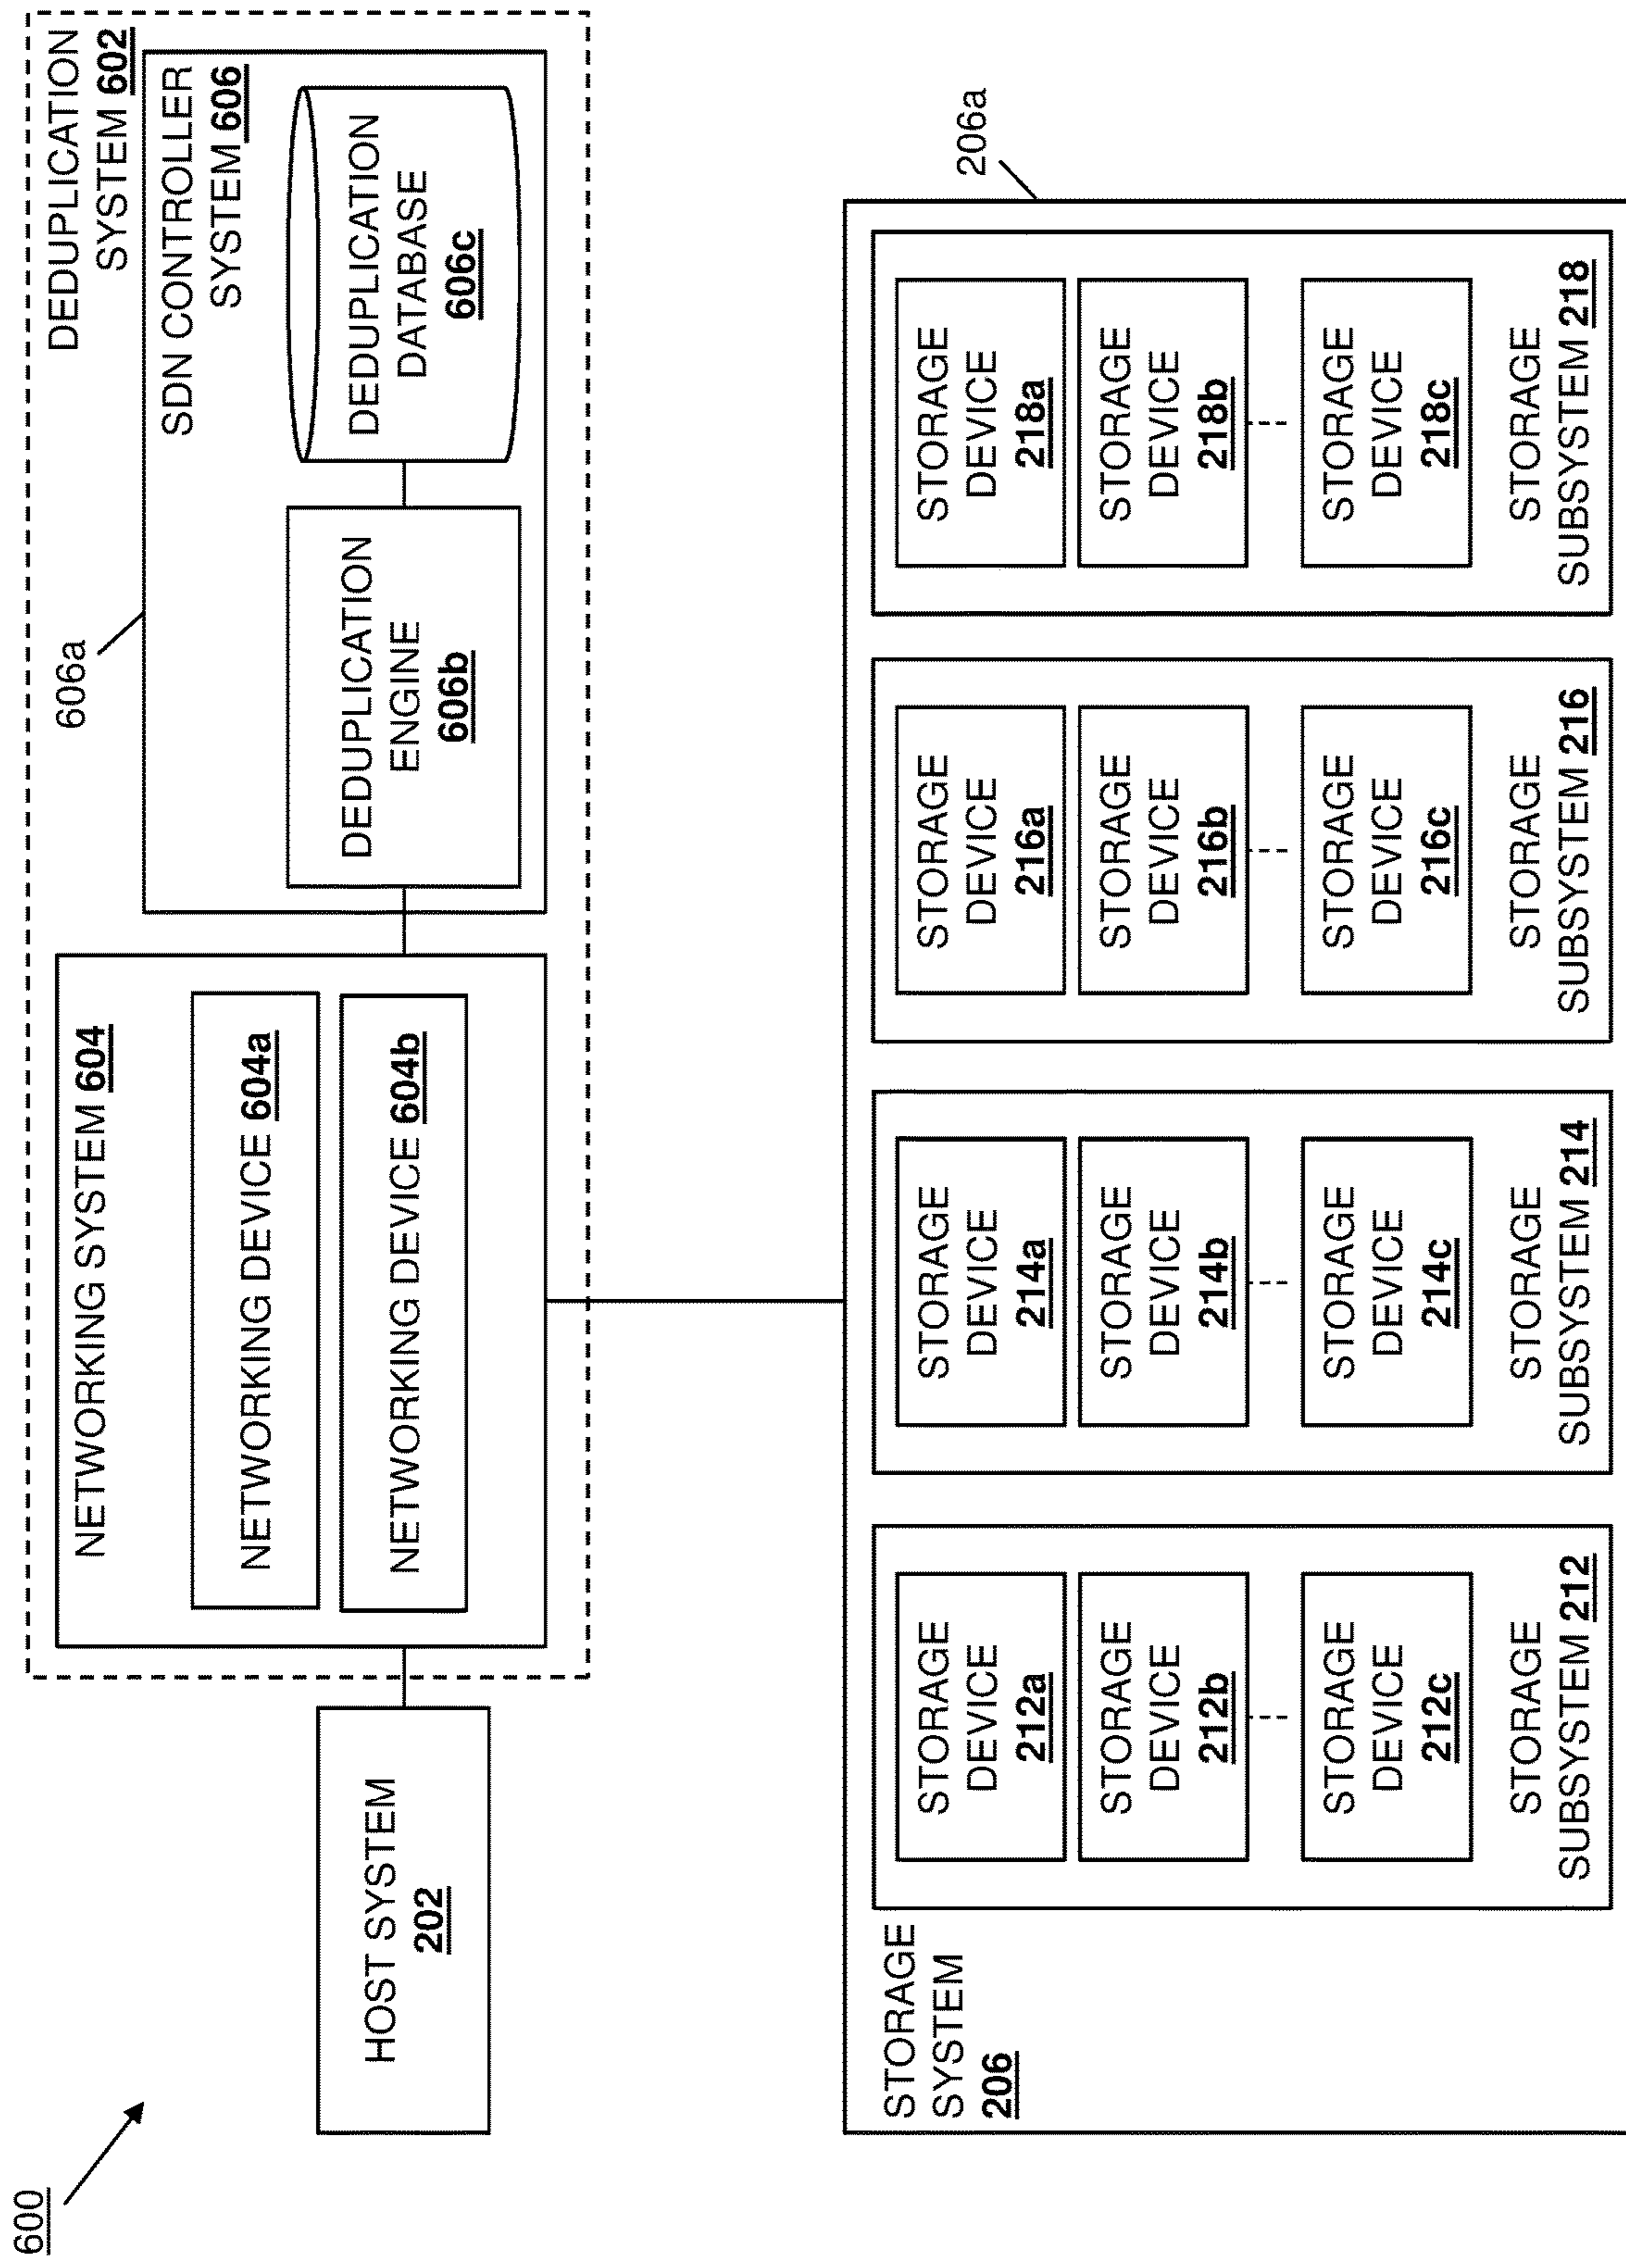 600
DEDUPLICATION
SYSTEM 602
606a
SDN CONTROLLER
SYSTEM 606
NETWORKING SYSTEM 604
NETWORKING DEVICE 604a
NETWORKING DEVICE 604b
HOST SYSTEM
202
DEDUPLICATION
ENGINE
606b
DEDUPLICATION
DATABASE
606c
206a
STORAGE
SYSTEM
206
STORAGE
DEVICE
212a
STORAGE
DEVICE
212b
STORAGE
DEVICE
212c
STORAGE
SUBSYSTEM 212
STORAGE
DEVICE
214a
STORAGE
DEVICE
214b
STORAGE
DEVICE
214c
STORAGE
SUBSYSTEM 214
STORAGE
DEVICE
216a
STORAGE
DEVICE
216b
STORAGE
DEVICE
216c
STORAGE
SUBSYSTEM 216
STORAGE
DEVICE
218a
STORAGE
DEVICE
218b
STORAGE
DEVICE
218c
STORAGE
SUBSYSTEM 218